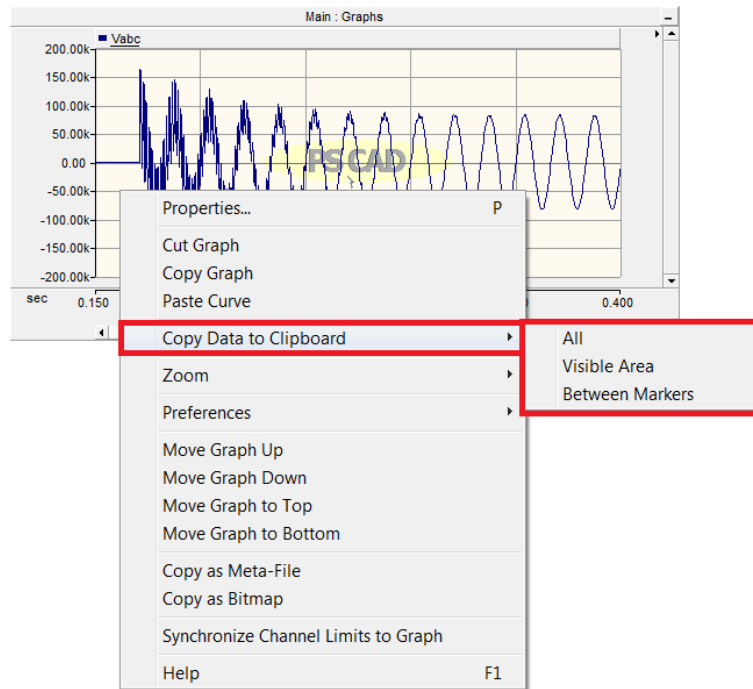 Main : Graphs
Vabc
200.00k
150.00k
100.00k
50.00k
0.00
-50.00k
-100.00k
-150.00k
-200.00k
PSCAD
sec 0.150 0.400
Properties... P
Cut Graph
Copy Graph
Paste Curve
Copy Data to Clipboard
All
Visible Area
Between Markers
Zoom
Preferences
Move Graph Up
Move Graph Down
Move Graph to Top
Move Graph to Bottom
Copy as Meta-File
Copy as Bitmap
Synchronize Channel Limits to Graph
Help F1